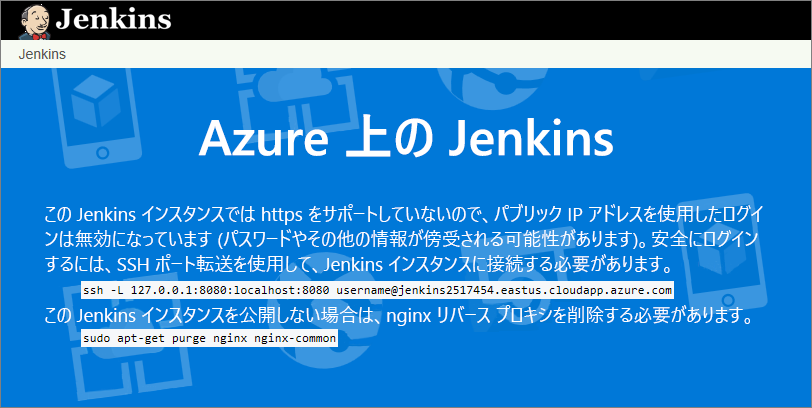 Jenkins
Jenkins
Azure 上の Jenkins
この Jenkins インスタンスでは https をサポートしていないので、パブリック IP アドレスを使用したログイ
ンは無効になっています (パスワードやその他の情報が傍受される可能性があります)。安全にログイン
するには、SSH ポート転送を使用して、Jenkins インスタンスに接続する必要があります。
ssh -L 127.0.0.1:8080:localhost:8080 username@jenkins2517454.eastus.cloudapp.azure.com
この Jenkins インスタンスを公開しない場合は、nginx リバース プロキシを削除する必要があります。
sudo apt-get purge nginx nginx-common